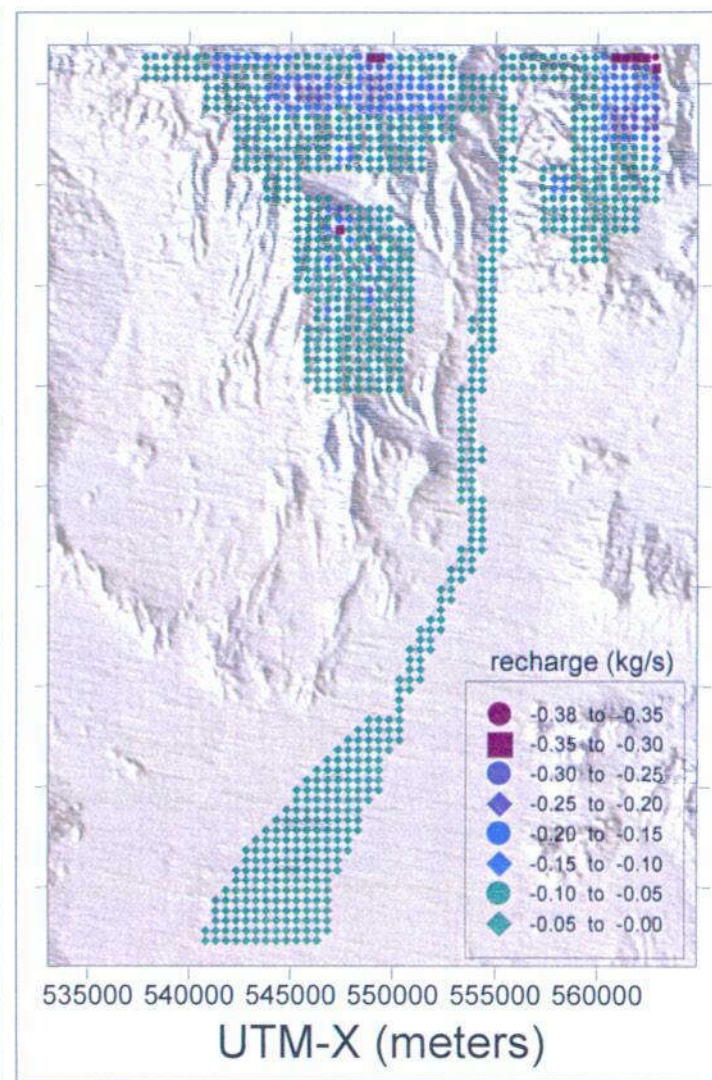 recharge (kg/s)
-0.38 to -0.35
-0.35 to -0.30
-0.30 to -0.25
-0.25 to -0.20
-0.20 to -0.15
-0.15 to -0.10
-0.10 to -0.05
-0.05 to -0.00
535000 540000 545000 550000 555000 560000
UTM-X (meters)